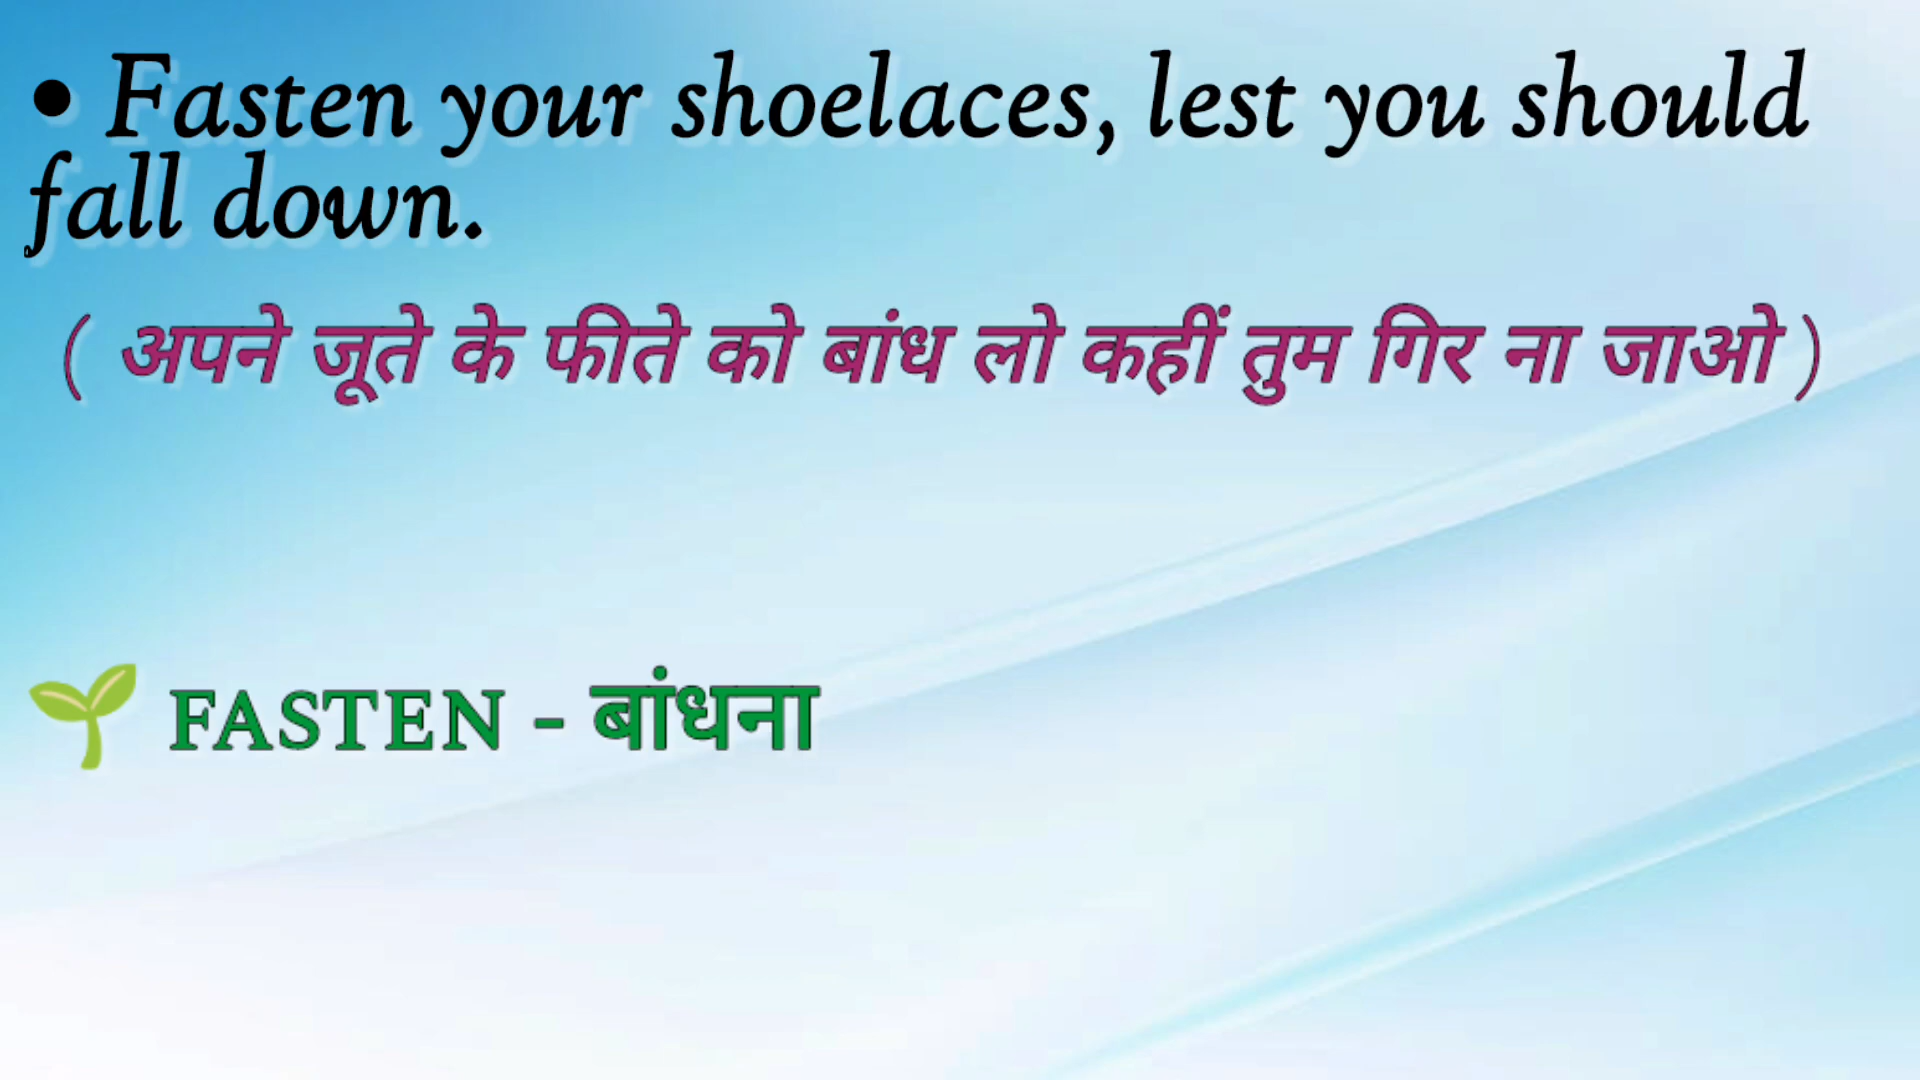 • Fasten your shoelaces, lest you should
fall down.
( अपने जूते के फीते को बांध लो कहीं तुम गिर ना जाओ )
🌱 FASTEN - बांधना